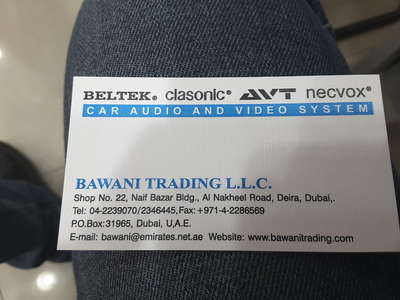 BELTEK® clasonic® AVT necvox®
CAR AUDIO AND VIDEO SYSTEM
BAWANI TRADING L.L.C.
Shop No. 22, Naif Bazar Bldg., Al Nakheel Road, Deira, Dubai,.
Tel: 04-2239070/2346445,Fax:+971-4-2286569
P.O.Box:31965, Dubai, U.A.E.
E-mail: bawani@emirates.net.ae Website: www.bawanitrading.com